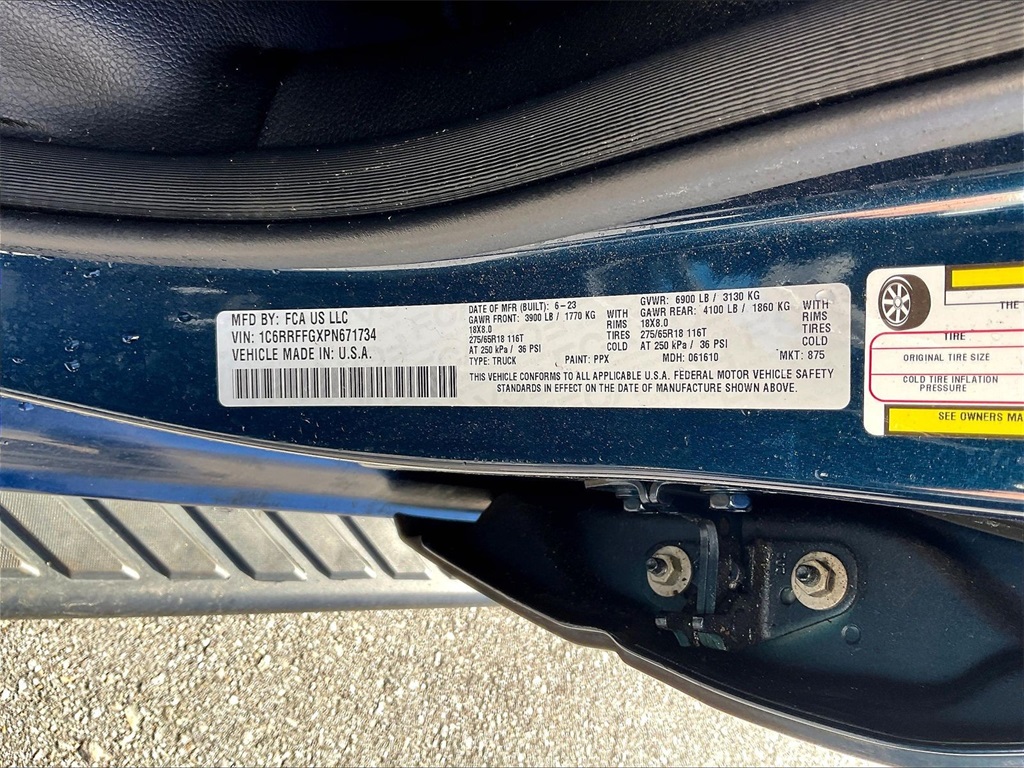 MFD BY: FCA US LLC
VIN: 1C6RRFFGXPN671734
VEHICLE MADE IN U.S.A.
DATE OF MFR (BUILT): 6-23
GAWR FRONT: 3900 LB / 1770 KG WITH
18X8.0 RIMS
275/65R18 116T TIRES
AT 250 kPa / 36 PSI COLD
TYPE: TRUCK PAINT: PPX
GVWR: 6900 LB / 3130 KG
GAWR REAR: 4100 LB / 1860 KG WITH
18X8.0 RIMS
275/65R18 116T TIRES
AT 250 kPa / 36 PSI COLD
MDH: 061610 MKT: 875
THIS VEHICLE CONFORMS TO ALL APPLICABLE U.S.A. FEDERAL MOTOR VEHICLE SAFETY
STANDARDS IN EFFECT ON THE DATE OF MANUFACTURE SHOWN ABOVE.
THE
TIRE
ORIGINAL TIRE SIZE
COLD TIRE INFLATION
PRESSURE
SEE OWNERS MA